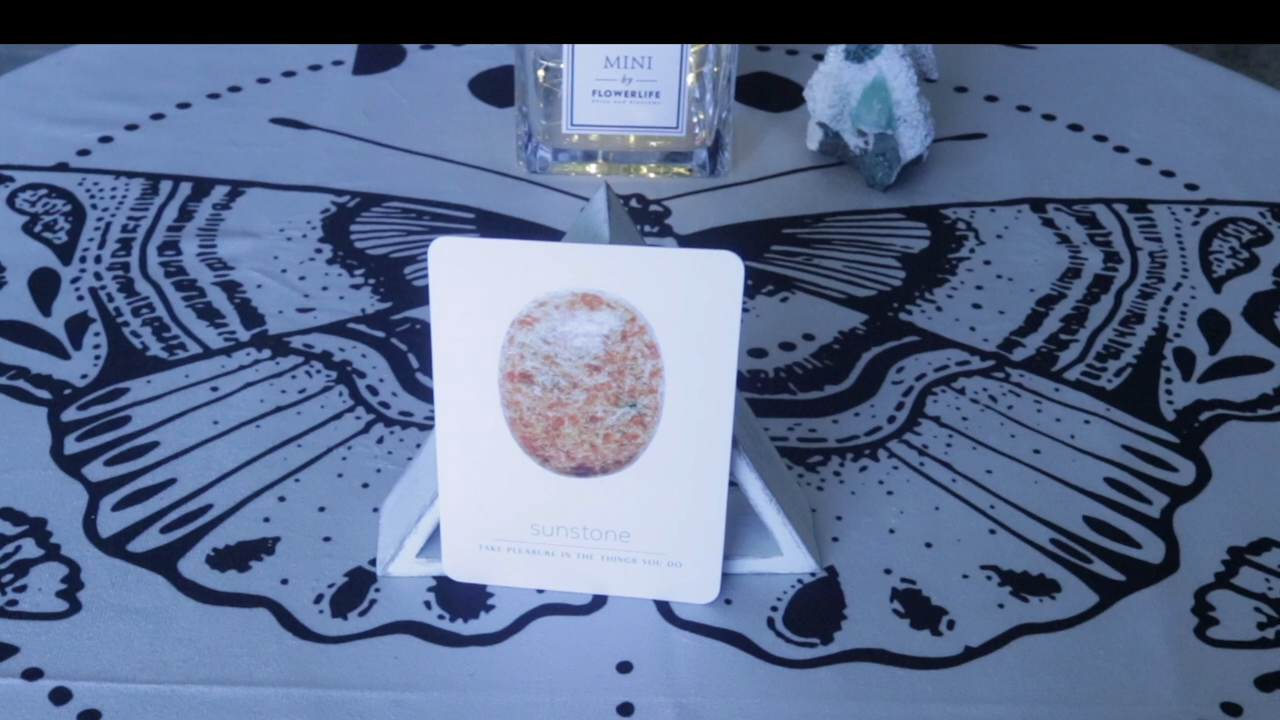 MINI
by
FLOWERLIFE
sunstone
TAKE PLEASURE IN THE THINGS YOU DO